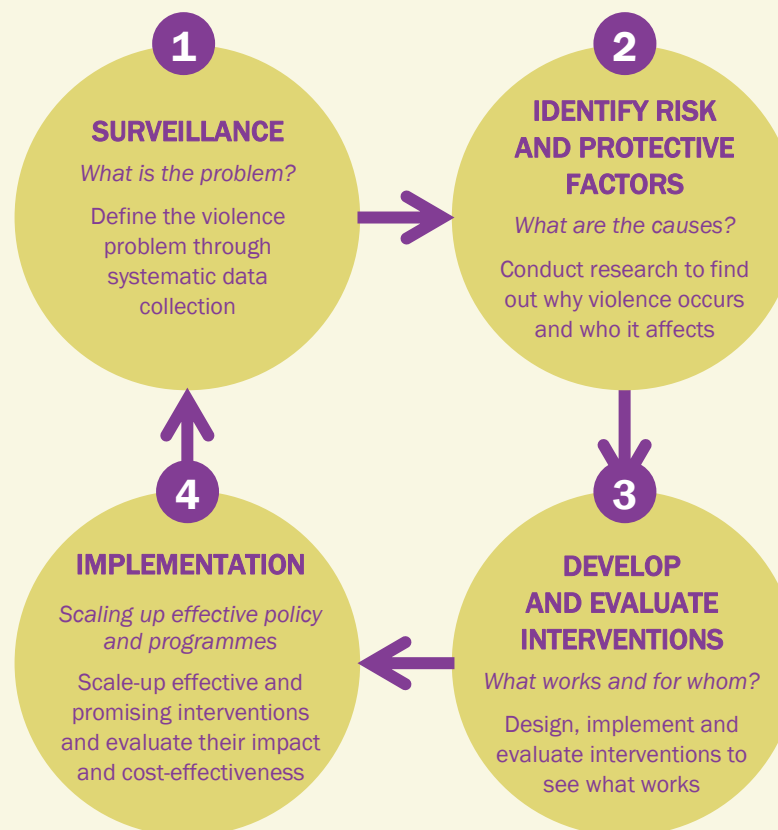 1
SURVEILLANCE
What is the problem?
Define the violence
problem through
systematic data
collection
2
IDENTIFY RISK
AND PROTECTIVE
FACTORS
What are the causes?
Conduct research to find
out why violence occurs
and who it affects
3
DEVELOP
AND EVALUATE
INTERVENTIONS
What works and for whom?
Design, implement and
evaluate interventions to
see what works
4
IMPLEMENTATION
Scaling up effective policy
and programmes
Scale-up effective and
promising interventions
and evaluate their impact
and cost-effectiveness